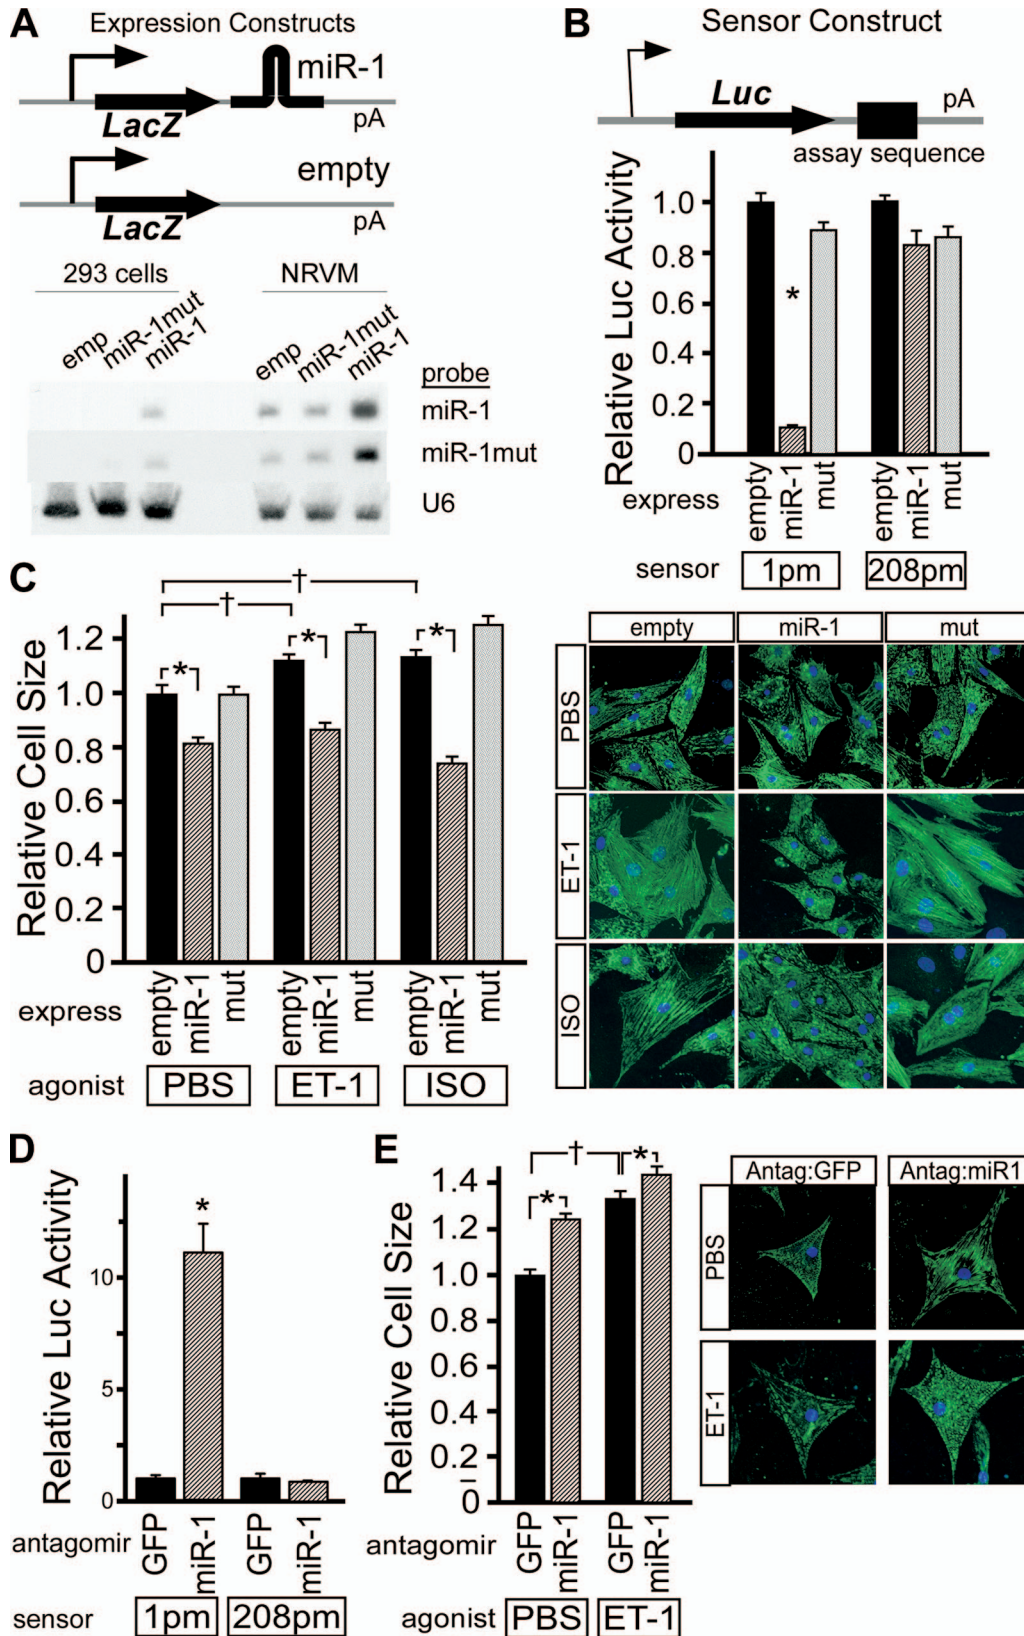 A
Expression Constructs
miR-1
LacZ
pA
empty
LacZ
pA
293 cells
NRVM
emp miR-1mut miR-1
emp miR-1mut miR-1
probe
miR-1
miR-1mut
U6
B
Sensor Construct
Luc
pA
assay sequence
Relative Luc Activity
1.0
0.8
0.6
0.4
0.2
0
*
express
empty miR-1 mut empty miR-1 mut
sensor 1pm 208pm
C
Relative Cell Size
1.2
1.0
0.8
0.6
0.4
0.2
0
†
†
* * *
express
empty miR-1 mut empty miR-1 mut empty miR-1 mut
agonist PBS ET-1 ISO
empty miR-1 mut
PBS
ET-1
ISO
D
Relative Luc Activity
10
5
0
*
antagomir
GFP miR-1 GFP miR-1
sensor 1pm 208pm
E
Relative Cell Size
1.4
1.2
1.0
0.8
0.6
0.4
0.2
0
† *
*
antagomir
GFP miR-1 GFP miR-1
agonist PBS ET-1
Antag:GFP Antag:miR1
PBS
ET-1